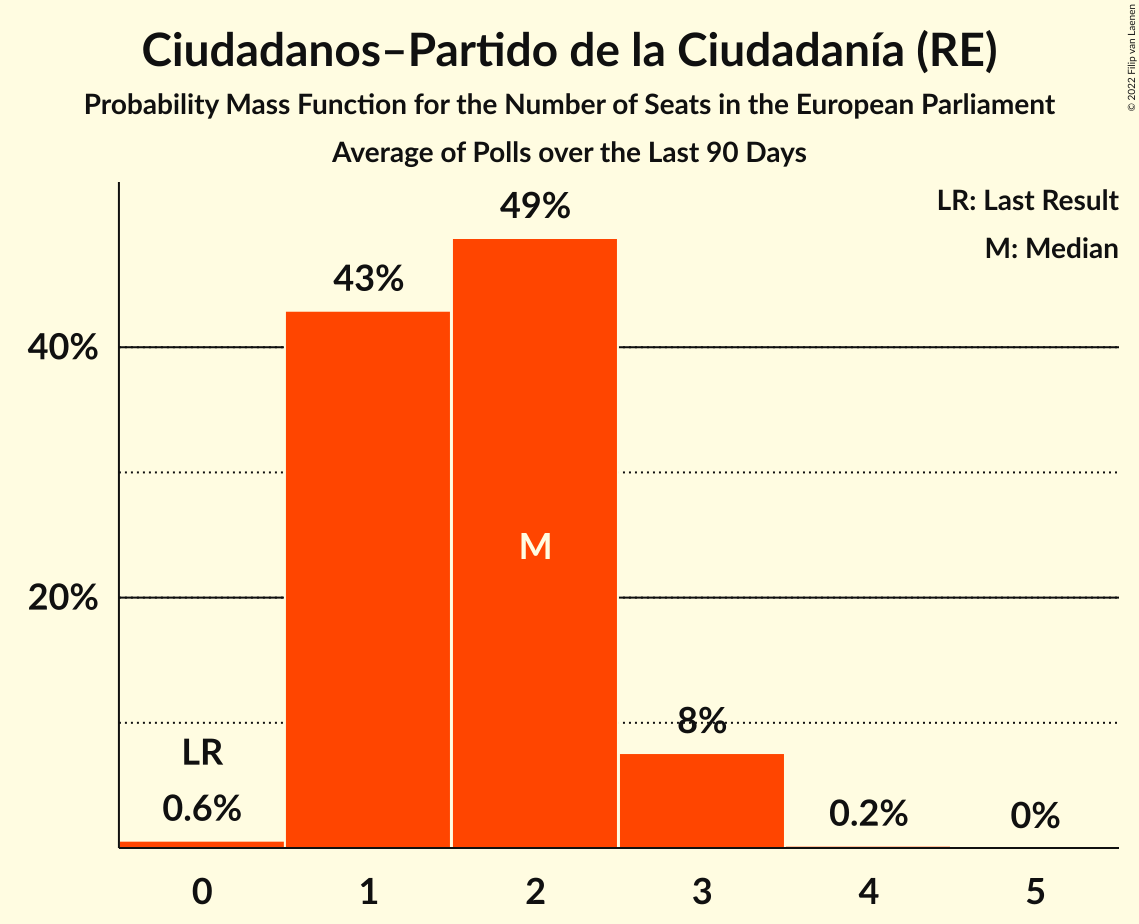 Ciudadanos–Partido de la Ciudadanía (RE)
Probability Mass Function for the Number of Seats in the European Parliament
Average of Polls over the Last 90 Days
© 2022 Filip van Laenen
LR: Last Result
M: Median
49%
43%
40%
M
20%
8%
LR
0.6%
0.2%
0%
0 1 2 3 4 5